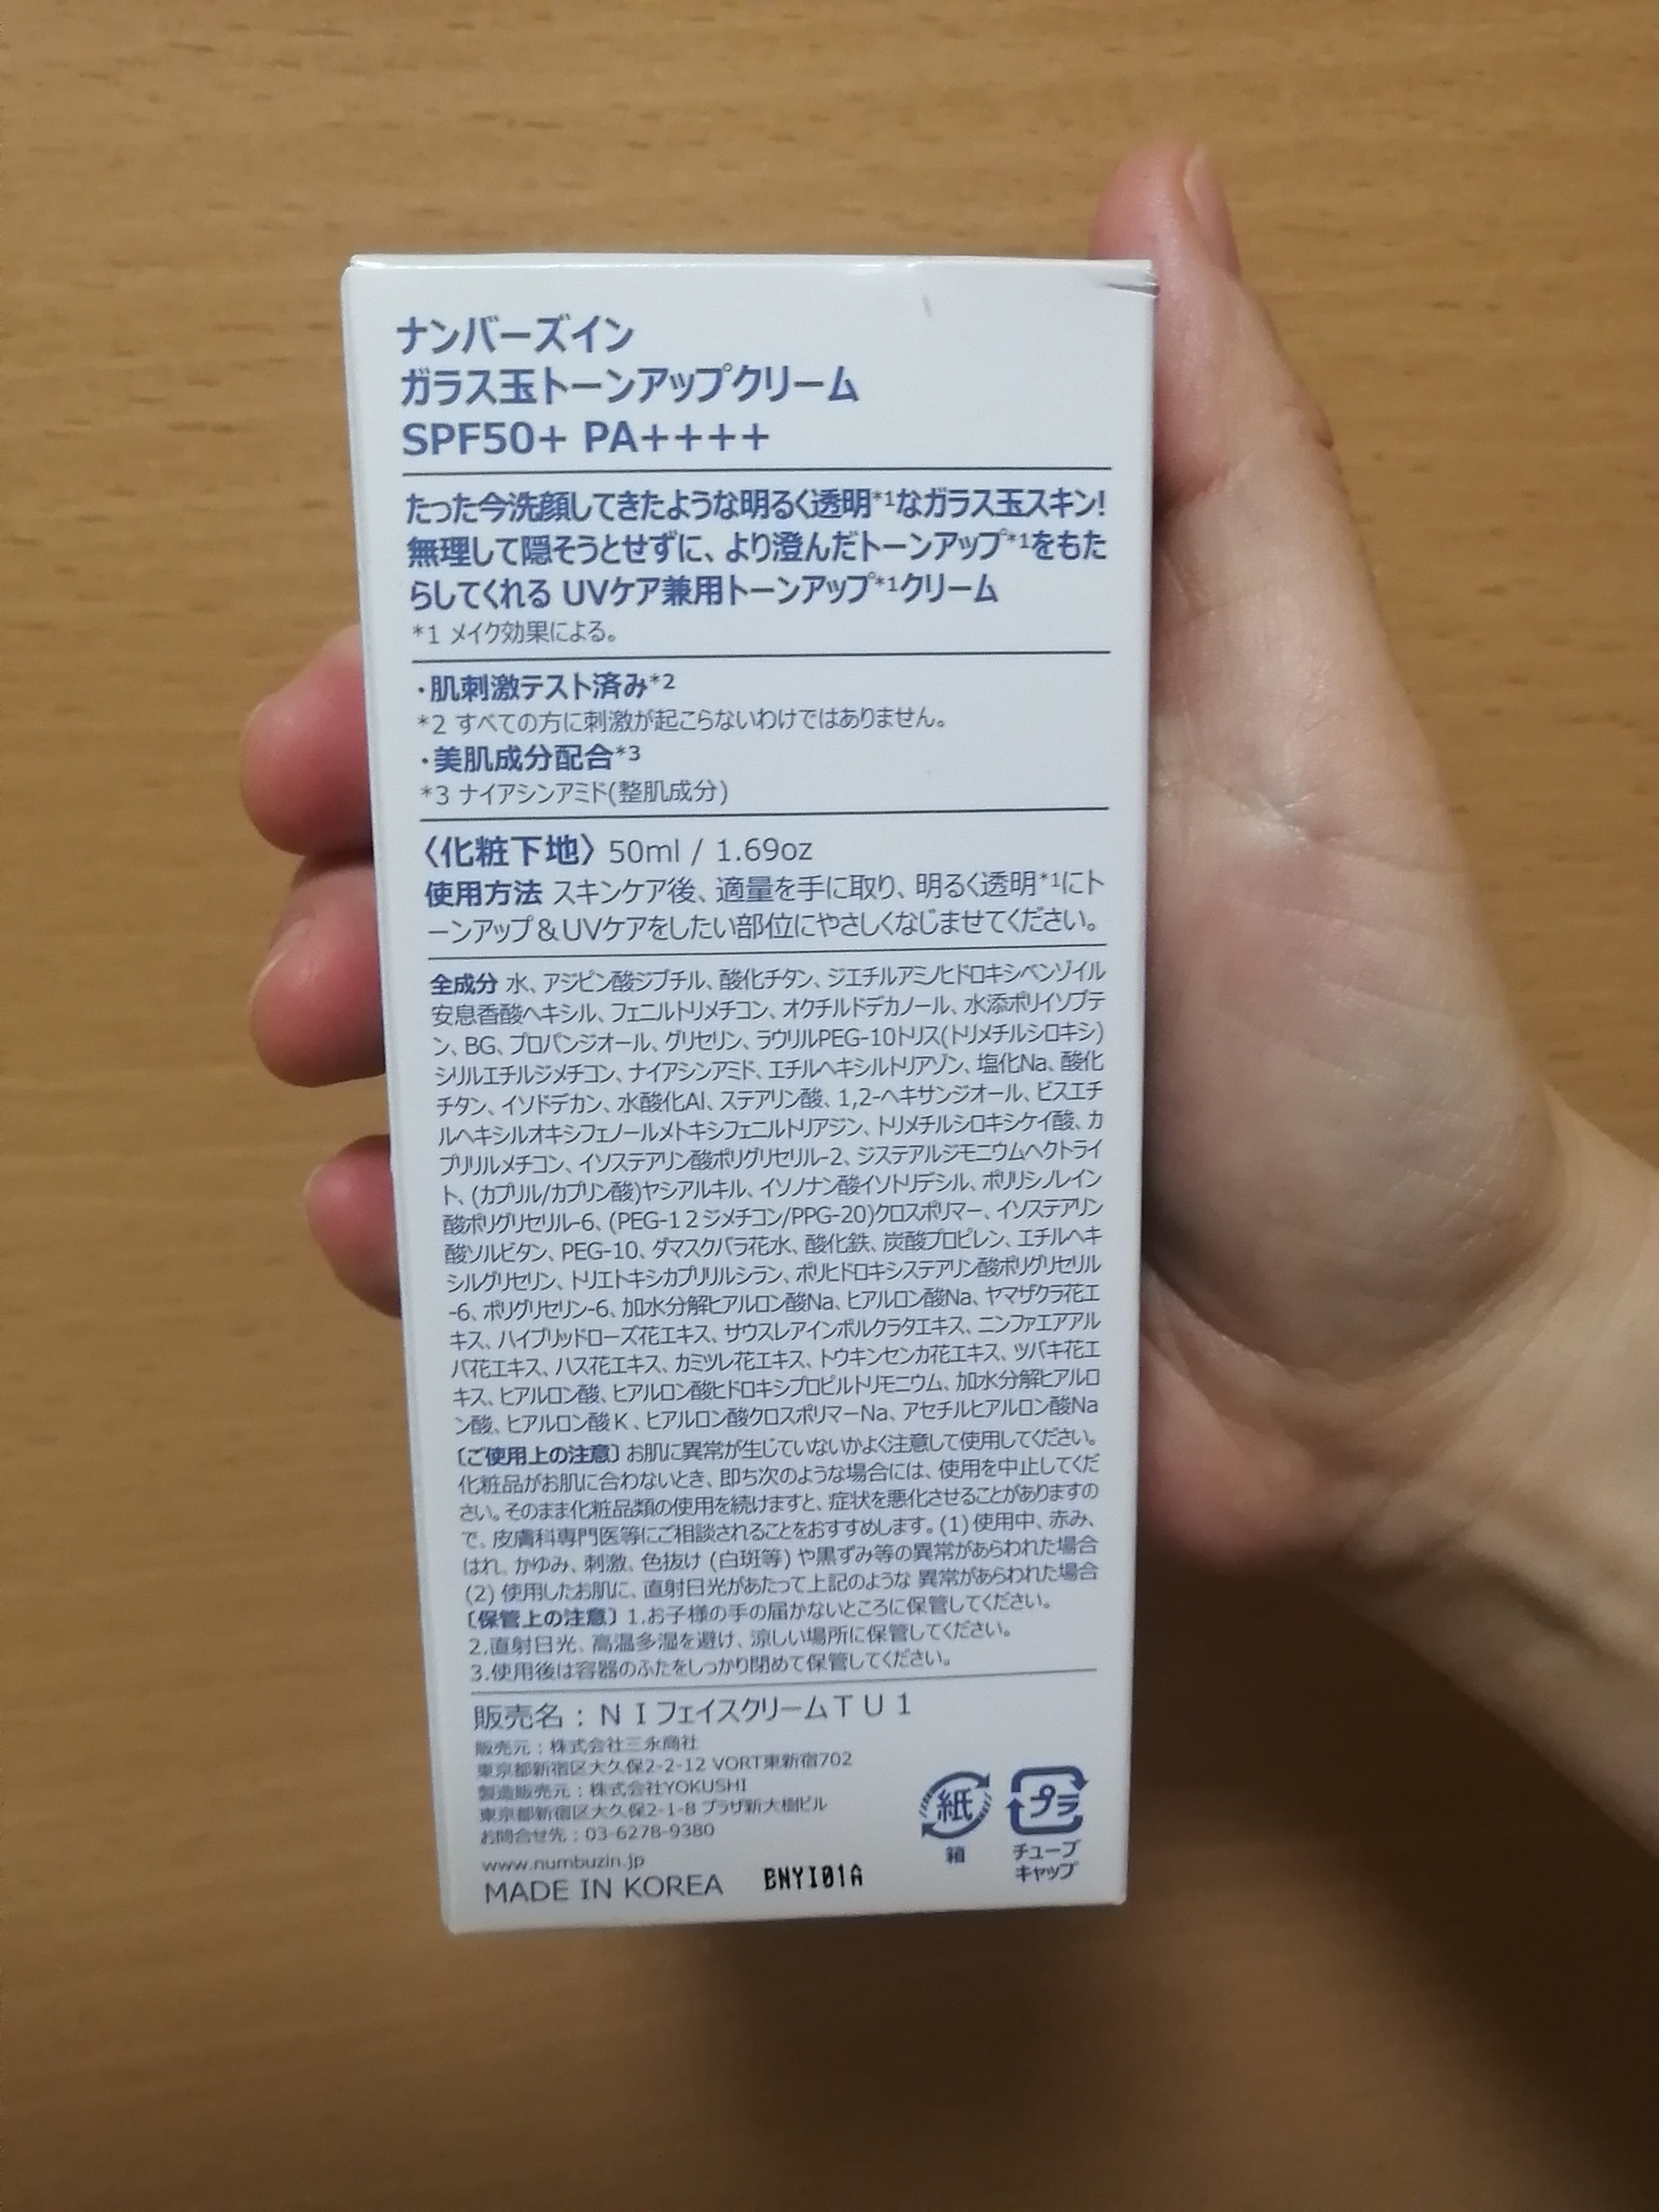 ナンバーズイン
ガラス玉トーンアップクリーム
SPF50+ PA++++
たった今洗顔してきたような明るく透明*1なガラス玉スキン!
無理して隠そうとせずに、より澄んだトーンアップ*1をもた
らしてくれる UVケア兼用トーンアップ*1クリーム
*1 メイク効果による。
・肌刺激テスト済み*2
*2 すべての方に刺激が起こらないわけではありません。
・美肌成分配合*3
*3 ナイアシンアミド(整肌成分)
〈化粧下地〉 50ml / 1.69oz
使用方法 スキンケア後、適量を手に取り、明るく透明*1にト
ーンアップ&UVケアをしたい部位にやさしくなじませてください。
全成分 水、アジピン酸ジブチル、酸化チタン、ジエチルアミノヒドロキシベンゾイル
安息香酸ヘキシル、フェニルトリメチコン、オクチルドデカノール、水添ポリイソブテ
ン、BG、プロパンジオール、グリセリン、ラウリルPEG-10トリス(トリメチルシロキシ)
シリルエチルジメチコン、ナイアシンアミド、エチルヘキシルトリアゾン、塩化Na、酸化
チタン、イソドデカン、水酸化Al、ステアリン酸、1,2-ヘキサンジオール、ビスエチ
ルヘキシルオキシフェノールメトキシフェニルトリアジン、トリメチルシロキシケイ酸、カ
プリリルメチコン、イソステアリン酸ポリグリセリル-2、ジステアルジモニウムヘクトライ
ト、(カプリル/カプリン酸)ヤシアルキル、イソノナン酸イソトリデシル、ポリリシノレイン
酸ポリグリセリル-6、(PEG-12ジメチコン/PPG-20)クロスポリマー、イソステアリン
酸ソルビタン、PEG-10、ダマスクバラ花水、酸化鉄、炭酸プロピレン、エチルヘキ
シルグリセリン、トリエトキシカプリリルシラン、ポリヒドロキシステアリン酸ポリグリセリル
-6、ポリグリセリン-6、加水分解ヒアルロン酸Na、ヒアルロン酸Na、ヤマザクラ花エ
キス、ハイブリッドローズ花エキス、サウスレアインボルクラタエキス、ニンファエアアル
バ花エキス、ハス花エキス、カミツレ花エキス、トウキンセンカ花エキス、ツバキ花エ
キス、ヒアルロン酸、ヒアルロン酸ヒドロキシプロピルトリモニウム、加水分解ヒアルロ
ン酸、ヒアルロン酸K、ヒアルロン酸クロスポリマーNa、アセチルヒアルロン酸Na
〔ご使用上の注意〕お肌に異常が生じていないかよく注意して使用してください。
化粧品がお肌に合わないとき、即ち次のような場合には、使用を中止してくだ
さい。そのまま化粧品類の使用を続けますと、症状を悪化させることがありますの
で、皮膚科専門医等にご相談されることをおすすめします。(1) 使用中、赤み、
はれ、かゆみ、刺激、色抜け (白斑等) や黒ずみ等の異常があらわれた場合
(2) 使用したお肌に、直射日光があたって上記のような 異常があらわれた場合
〔保管上の注意〕1.お子様の手の届かないところに保管してください。
2.直射日光、高温多湿を避け、涼しい場所に保管してください。
3.使用後は容器のふたをしっかり閉めて保管してください。
販売名：ＮＩフェイスクリームＴＵ１
販売元：株式会社三永商社
東京都新宿区大久保2-2-12 VORT東新宿702
製造販売元：株式会社YOKUSHI
東京都新宿区大久保2-1-8 プラザ新大樹ビル
お問合せ先：03-6278-9380
www.numbuzin.jp
MADE IN KOREA BNYI01A
紙 プラ
箱 チューブ
キャップ